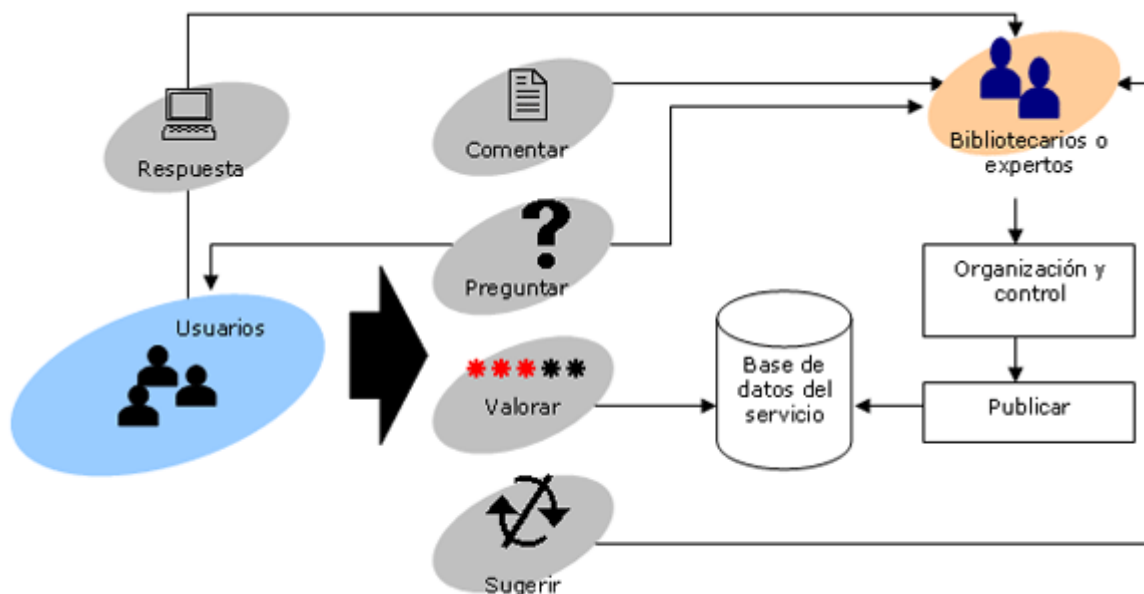 Respuesta
Comentar
Bibliotecarios o
expertos
Preguntar
Organización y
control
Usuarios
Valorar
Base de
datos del
servicio
Publicar
Sugerir